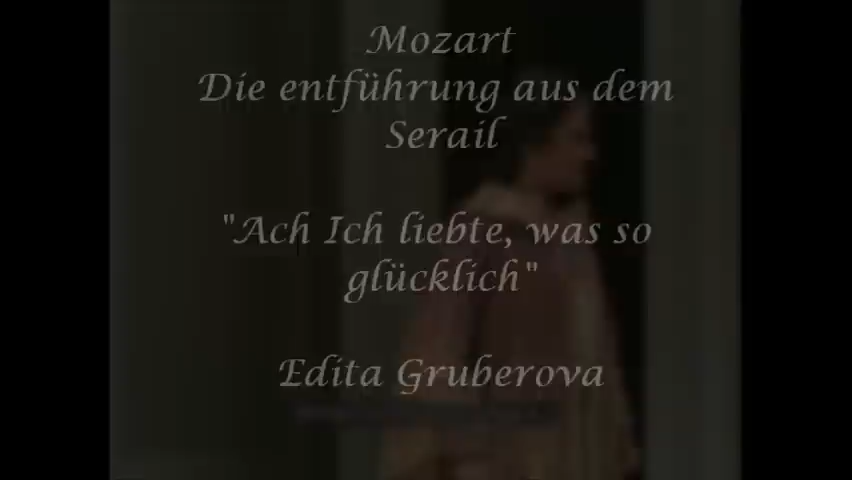 Mozart
Die entführung aus dem
Serail
"Ach Ich liebte, was so
glücklich"
Edita Gruberova